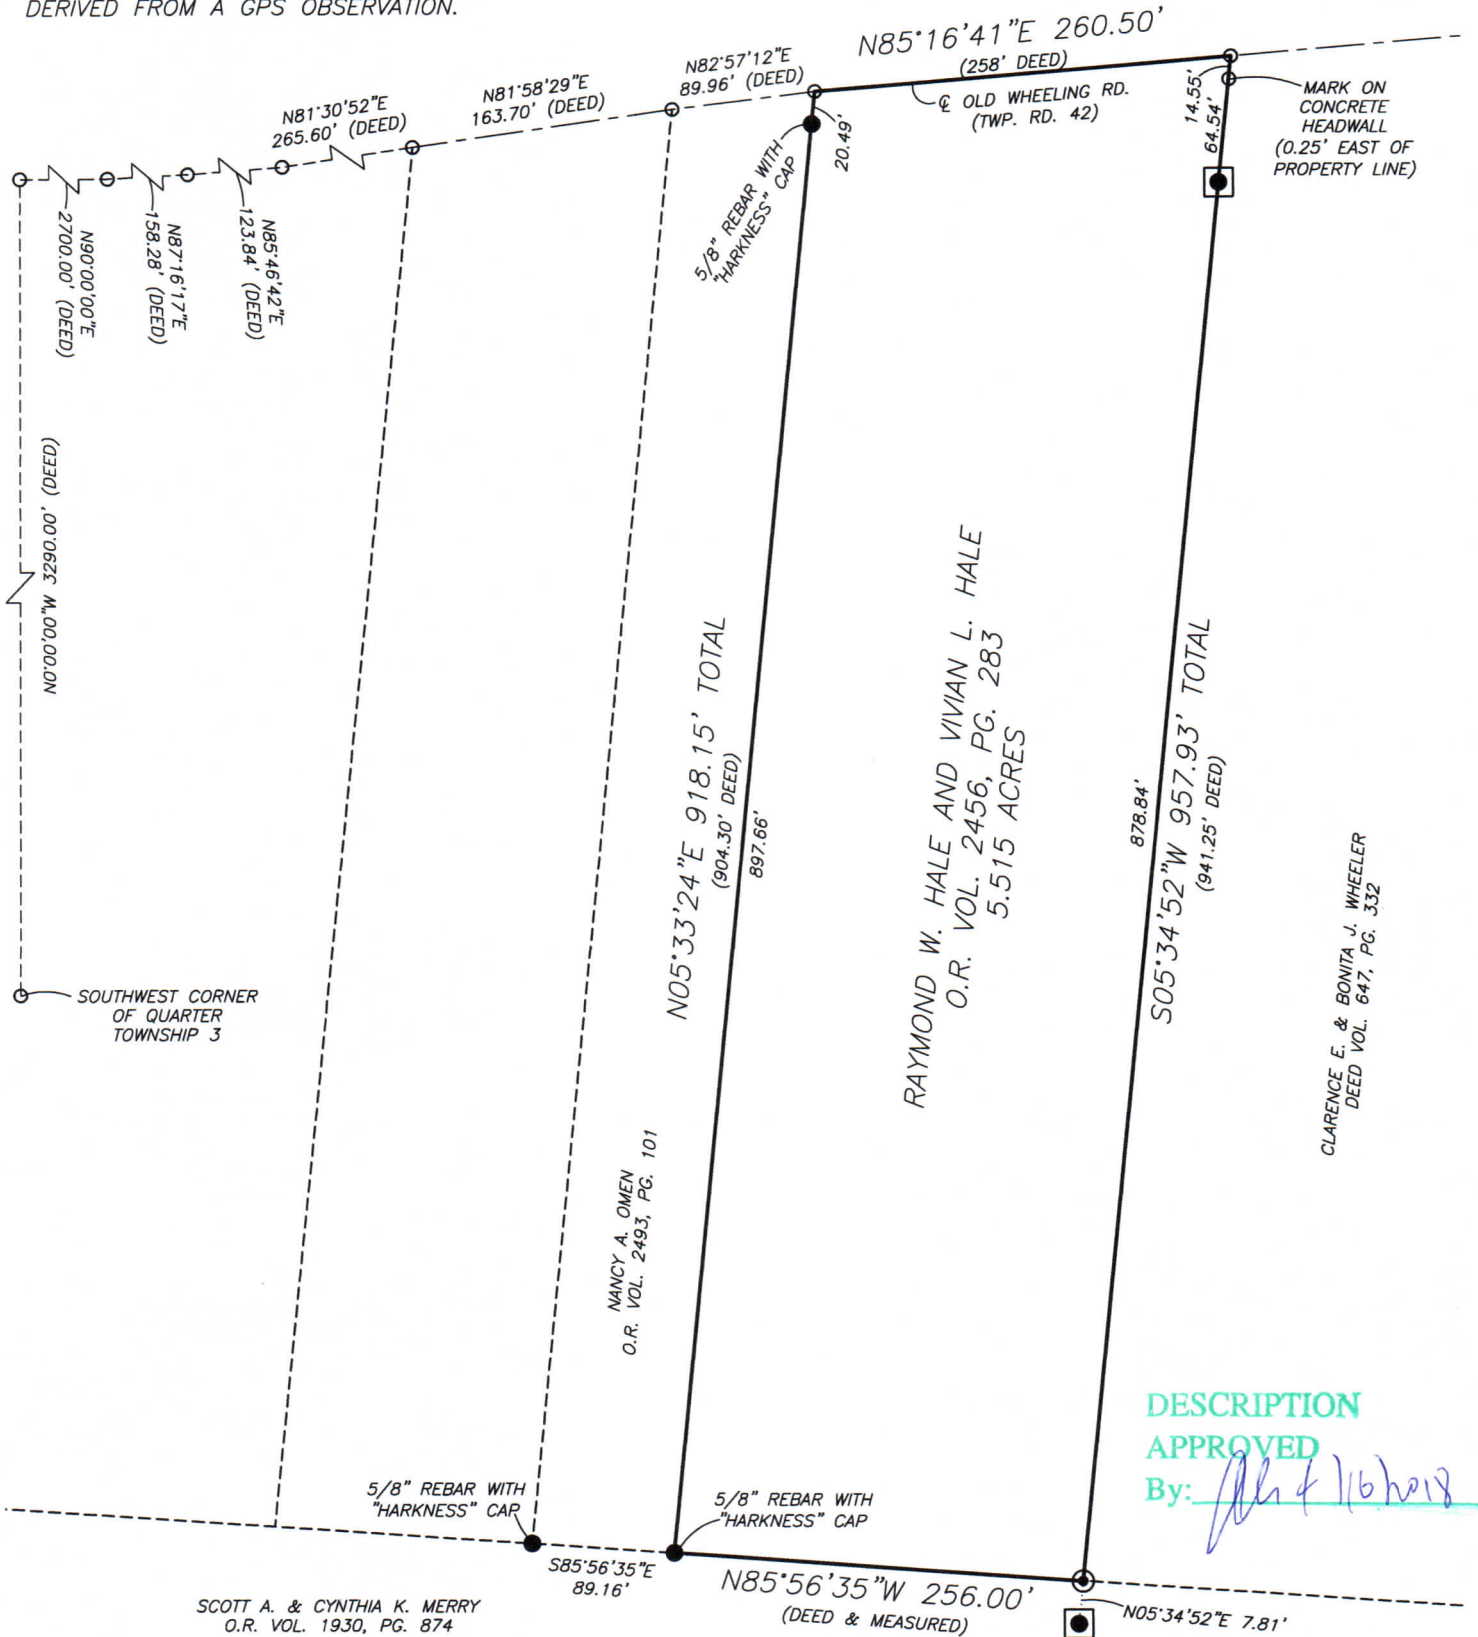 DERIVED FROM A GPS OBSERVATION.
N85°16'41"E 260.50'
(258' DEED)
℄ OLD WHEELING RD.
(TWP. RD. 42)
N82°57'12"E
89.96' (DEED)
N81°58'29"E
163.70' (DEED)
N81°30'52"E
265.60' (DEED)
N85°46'42"E
123.84' (DEED)
N87°16'17"E
158.28' (DEED)
N90°00'00"E
2700.00' (DEED)
N0°00'00"W 3290.00' (DEED)
SOUTHWEST CORNER
OF QUARTER
TOWNSHIP 3
14.55'
64.54'
MARK ON
CONCRETE
HEADWALL
(0.25' EAST OF
PROPERTY LINE)
20.49'
5/8" REBAR WITH
"HARKNESS" CAP
N05°33'24"E 918.15' TOTAL
(904.30' DEED)
897.66'
RAYMOND W. HALE AND VIVIAN L. HALE
O.R. VOL. 2456, PG. 283
5.515 ACRES
878.84'
S05°34'52"W 957.93' TOTAL
(941.25' DEED)
CLARENCE E. & BONITA J. WHEELER
DEED VOL. 647, PG. 332
NANCY A. OMEN
O.R. VOL. 2493, PG. 101
DESCRIPTION
APPROVED
By:
5/8" REBAR WITH
"HARKNESS" CAP
5/8" REBAR WITH
"HARKNESS" CAP
S85°56'35"E
89.16'
N85°56'35"W 256.00'
(DEED & MEASURED)
N05°34'52"E 7.81'
SCOTT A. & CYNTHIA K. MERRY
O.R. VOL. 1930, PG. 874